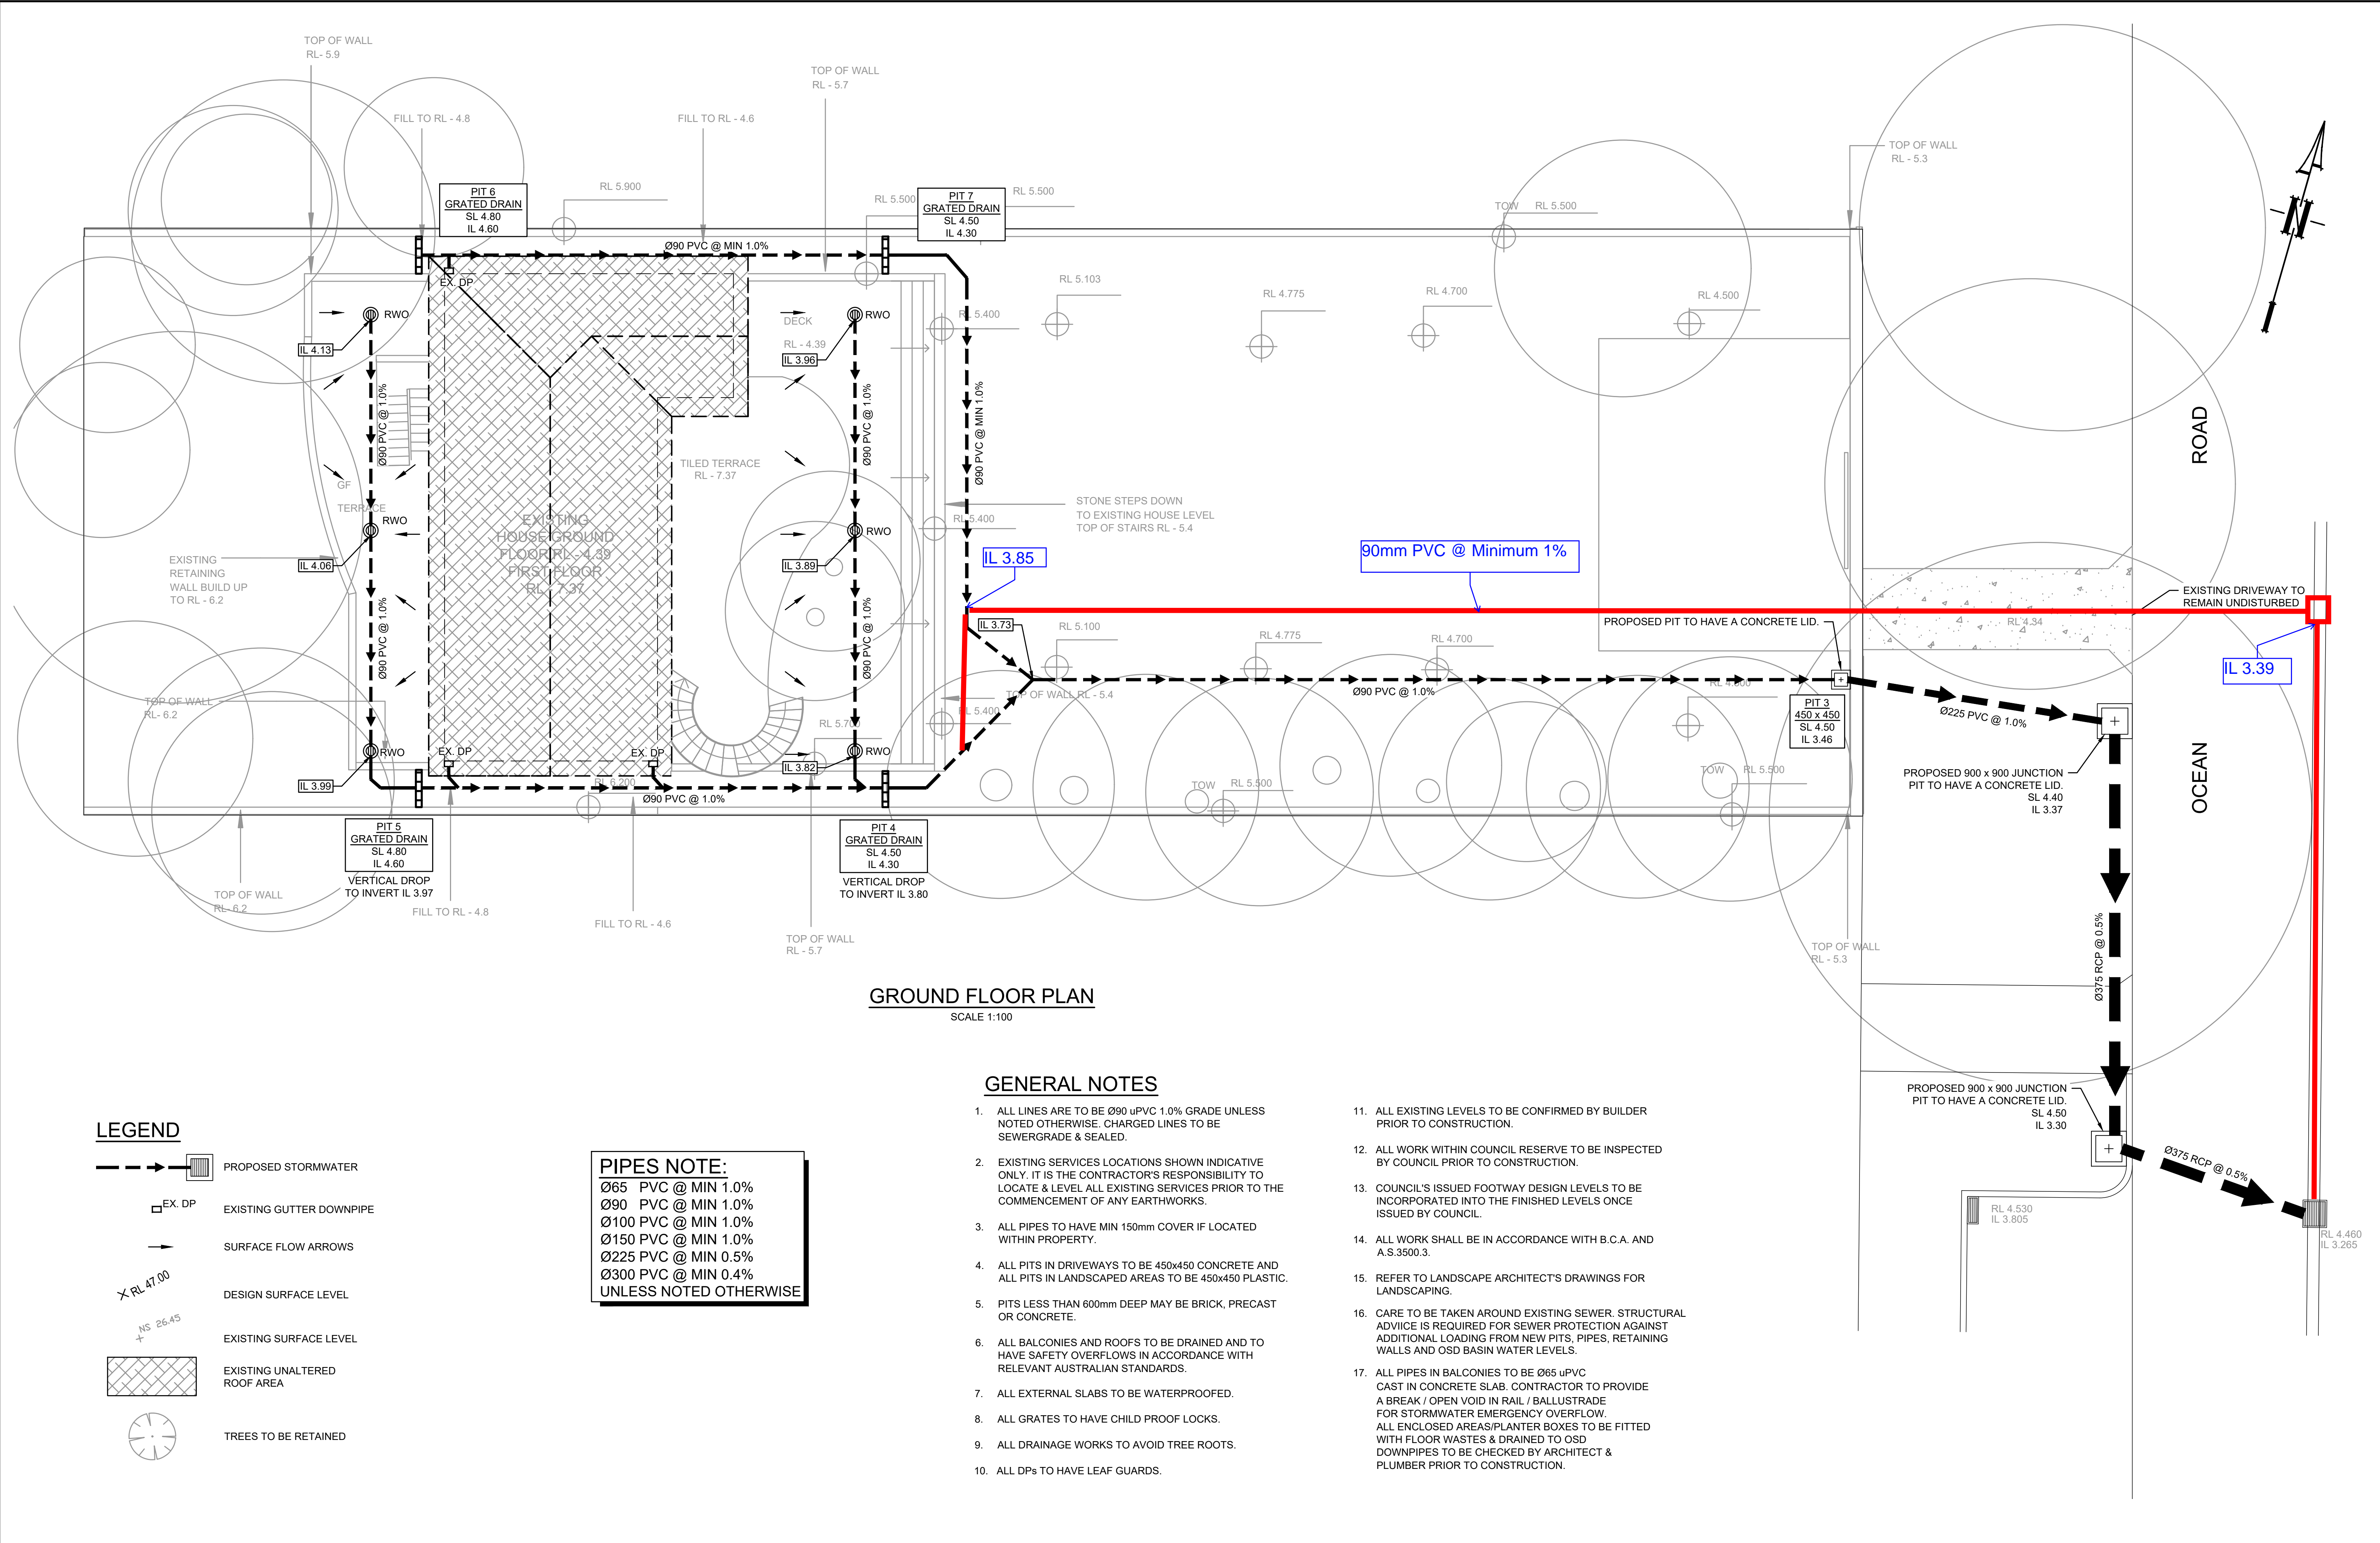 TOP OF WALL
RL- 5.9
TOP OF WALL
RL - 5.7
FILL TO RL - 4.8
FILL TO RL - 4.6
TOP OF WALL
RL - 5.3
PIT 6
GRATED DRAIN
SL 4.80
IL 4.60
RL 5.900
RL 5.500
PIT 7
GRATED DRAIN
SL 4.50
IL 4.30
RL 5.500
TOW RL 5.500
Ø90 PVC @ MIN 1.0%
EX. DP
RL 5.103
RL 4.775
RL 4.700
RL 4.500
RWO
DECK
RL - 4.39
RWO
RL 5.400
IL 4.13
IL 3.96
Ø90 PVC @ 1.0%
Ø90 PVC @ 1.0%
Ø90 PVC @ MIN 1.0%
ROAD
GF
TERRACE
TILED TERRACE
RL - 7.37
STONE STEPS DOWN
TO EXISTING HOUSE LEVEL
TOP OF STAIRS RL - 5.4
RWO
EXISTING
HOUSE GROUND
FLOOR RL - 4.39
FIRST FLOOR
RL - 7.37
RWO
RL 5.400
EXISTING
RETAINING
WALL BUILD UP
TO RL - 6.2
IL 4.06
IL 3.89
IL 3.85
90mm PVC @ Minimum 1%
EXISTING DRIVEWAY TO
REMAIN UNDISTURBED
RL 4.34
Ø90 PVC @ 1.0%
Ø90 PVC @ 1.0%
IL 3.73
RL 5.100
RL 4.775
RL 4.700
PROPOSED PIT TO HAVE A CONCRETE LID.
IL 3.39
TOP OF WALL
RL- 6.2
TOP OF WALL RL - 5.4
Ø90 PVC @ 1.0%
PIT 3
450 x 450
SL 4.50
IL 3.46
Ø225 PVC @ 1.0%
RL 5.400
RWO
EX. DP
EX. DP
RWO
IL 3.99
IL 3.82
RL 6.200
Ø90 PVC @ 1.0%
TOW RL 5.500
TOW RL 5.500
PROPOSED 900 x 900 JUNCTION
PIT TO HAVE A CONCRETE LID.
SL 4.40
IL 3.37
OCEAN
PIT 5
GRATED DRAIN
SL 4.80
IL 4.60
VERTICAL DROP
TO INVERT IL 3.97
PIT 4
GRATED DRAIN
SL 4.50
IL 4.30
VERTICAL DROP
TO INVERT IL 3.80
TOP OF WALL
RL- 6.2
FILL TO RL - 4.8
FILL TO RL - 4.6
TOP OF WALL
RL - 5.7
TOP OF WALL
RL - 5.3
Ø375 RCP @ 0.5%
GROUND FLOOR PLAN
SCALE 1:100
PROPOSED 900 x 900 JUNCTION
PIT TO HAVE A CONCRETE LID.
SL 4.50
IL 3.30
Ø375 RCP @ 0.5%
RL 4.530
IL 3.805
RL 4.460
IL 3.265
LEGEND
PROPOSED STORMWATER
EX. DP
EXISTING GUTTER DOWNPIPE
SURFACE FLOW ARROWS
RL 47.00
DESIGN SURFACE LEVEL
NS 26.45
EXISTING SURFACE LEVEL
EXISTING UNALTERED
ROOF AREA
TREES TO BE RETAINED
PIPES NOTE:
Ø65 PVC @ MIN 1.0%
Ø90 PVC @ MIN 1.0%
Ø100 PVC @ MIN 1.0%
Ø150 PVC @ MIN 1.0%
Ø225 PVC @ MIN 0.5%
Ø300 PVC @ MIN 0.4%
UNLESS NOTED OTHERWISE
GENERAL NOTES
1. ALL LINES ARE TO BE Ø90 uPVC 1.0% GRADE UNLESS
NOTED OTHERWISE. CHARGED LINES TO BE
SEWERGRADE & SEALED.
2. EXISTING SERVICES LOCATIONS SHOWN INDICATIVE
ONLY. IT IS THE CONTRACTOR'S RESPONSIBILITY TO
LOCATE & LEVEL ALL EXISTING SERVICES PRIOR TO THE
COMMENCEMENT OF ANY EARTHWORKS.
3. ALL PIPES TO HAVE MIN 150mm COVER IF LOCATED
WITHIN PROPERTY.
4. ALL PITS IN DRIVEWAYS TO BE 450x450 CONCRETE AND
ALL PITS IN LANDSCAPED AREAS TO BE 450x450 PLASTIC.
5. PITS LESS THAN 600mm DEEP MAY BE BRICK, PRECAST
OR CONCRETE.
6. ALL BALCONIES AND ROOFS TO BE DRAINED AND TO
HAVE SAFETY OVERFLOWS IN ACCORDANCE WITH
RELEVANT AUSTRALIAN STANDARDS.
7. ALL EXTERNAL SLABS TO BE WATERPROOFED.
8. ALL GRATES TO HAVE CHILD PROOF LOCKS.
9. ALL DRAINAGE WORKS TO AVOID TREE ROOTS.
10. ALL DPs TO HAVE LEAF GUARDS.
11. ALL EXISTING LEVELS TO BE CONFIRMED BY BUILDER
PRIOR TO CONSTRUCTION.
12. ALL WORK WITHIN COUNCIL RESERVE TO BE INSPECTED
BY COUNCIL PRIOR TO CONSTRUCTION.
13. COUNCIL'S ISSUED FOOTWAY DESIGN LEVELS TO BE
INCORPORATED INTO THE FINISHED LEVELS ONCE
ISSUED BY COUNCIL.
14. ALL WORK SHALL BE IN ACCORDANCE WITH B.C.A. AND
A.S.3500.3.
15. REFER TO LANDSCAPE ARCHITECT'S DRAWINGS FOR
LANDSCAPING.
16. CARE TO BE TAKEN AROUND EXISTING SEWER. STRUCTURAL
ADVIICE IS REQUIRED FOR SEWER PROTECTION AGAINST
ADDITIONAL LOADING FROM NEW PITS, PIPES, RETAINING
WALLS AND OSD BASIN WATER LEVELS.
17. ALL PIPES IN BALCONIES TO BE Ø65 uPVC
CAST IN CONCRETE SLAB. CONTRACTOR TO PROVIDE
A BREAK / OPEN VOID IN RAIL / BALLUSTRADE
FOR STORMWATER EMERGENCY OVERFLOW.
ALL ENCLOSED AREAS/PLANTER BOXES TO BE FITTED
WITH FLOOR WASTES & DRAINED TO OSD
DOWNPIPES TO BE CHECKED BY ARCHITECT &
PLUMBER PRIOR TO CONSTRUCTION.